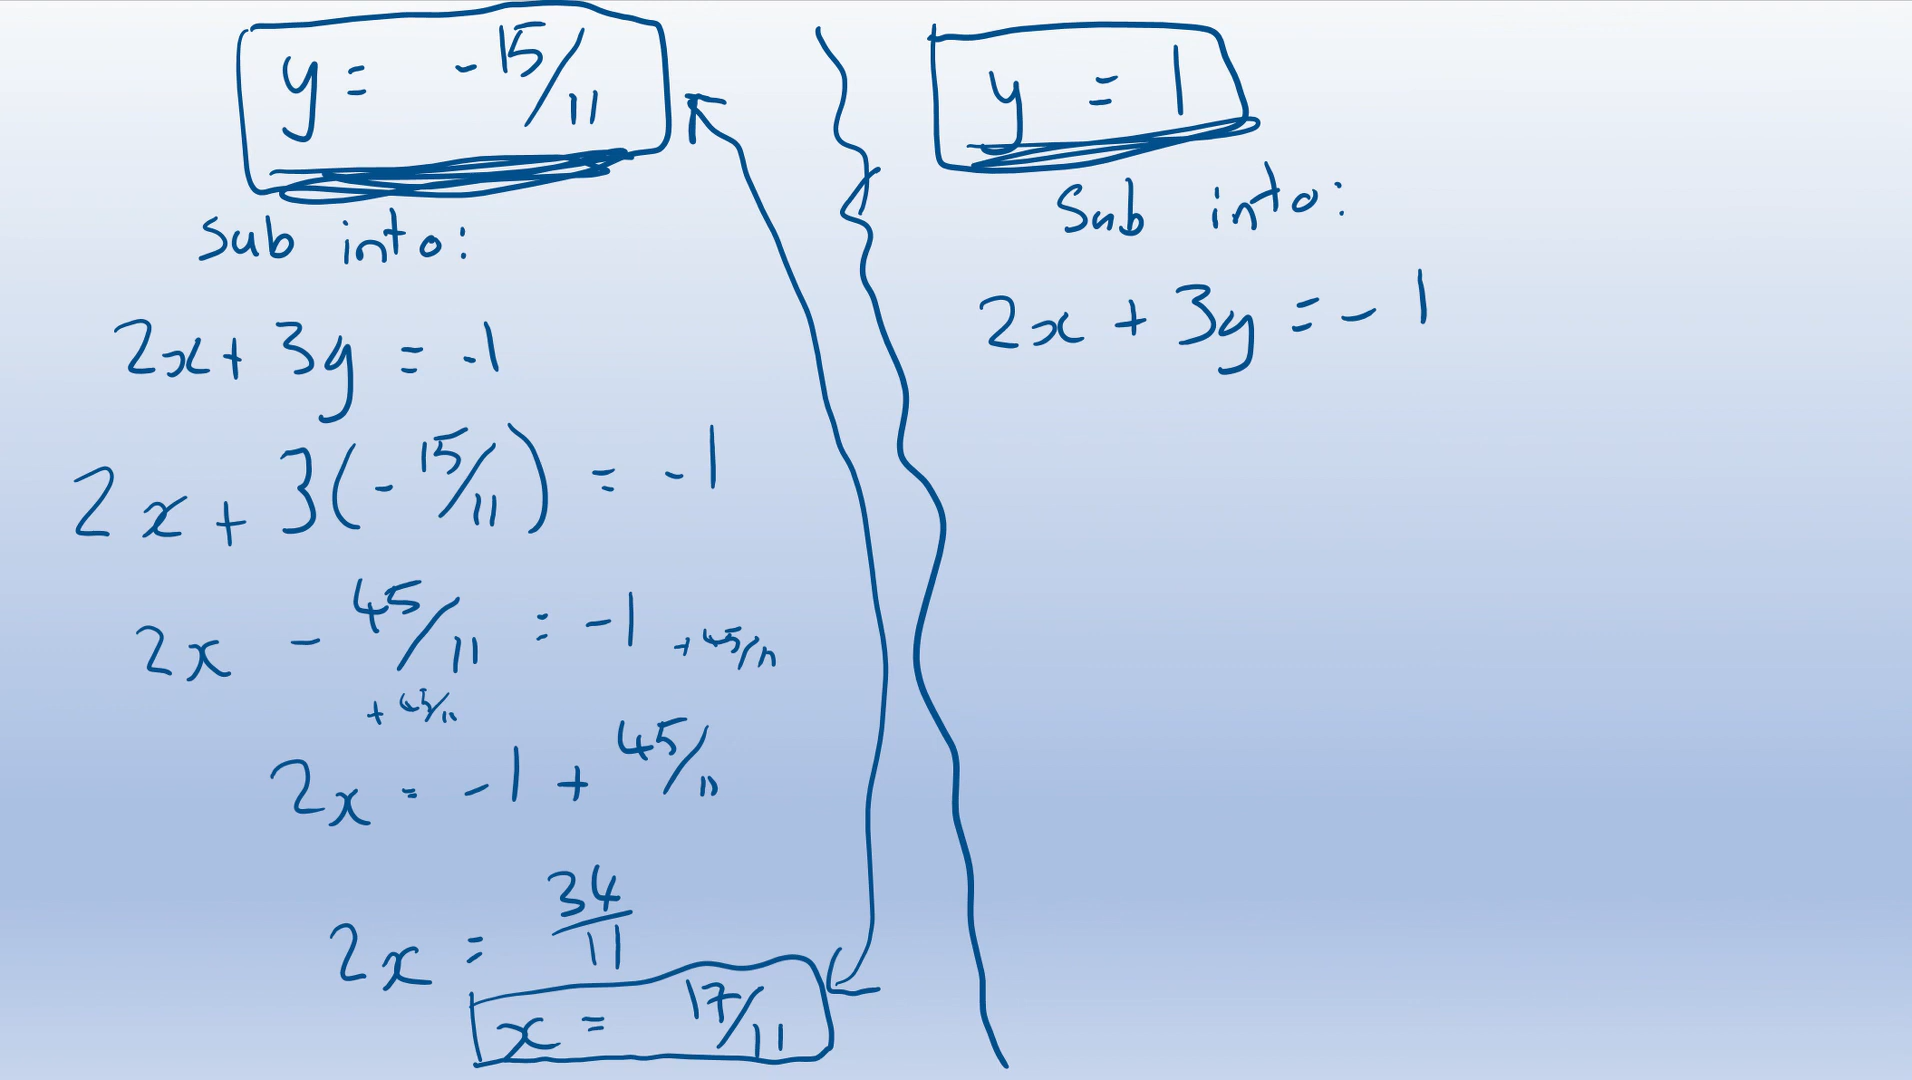 y = -15/11
sub into:
2x + 3y = -1
2x + 3(-15/11) = -1
2x - 45/11 = -1 + 45/11
+ 45/11
2x = -1 + 45/11
2x = 34/11
x = 17/11
y = 1
Sub into:
2x + 3y = -1